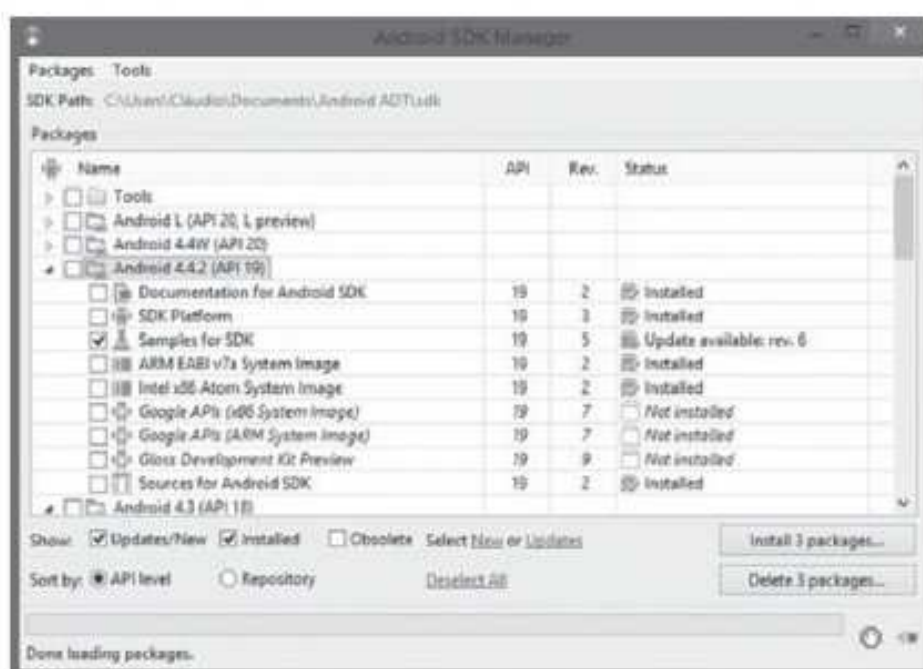 Android SDK Manager
Packages Tools
SDK Path: C:\Users\Cláudio\Documents\Android ADT\sdk
Packages
Name API Rev. Status
Tools
Android L (API 20, L preview)
Android 4.4W (API 20)
Android 4.4.2 (API 19)
Documentation for Android SDK 19 2 Installed
SDK Platform 19 3 Installed
Samples for SDK 19 5 Update available: rev. 6
ARM EABI v7a System Image 19 2 Installed
Intel x86 Atom System Image 19 2 Installed
Google APIs (x86 System Image) 19 7 Not installed
Google APIs (ARM System Image) 19 7 Not installed
Glass Development Kit Preview 19 9 Not installed
Sources for Android SDK 19 2 Installed
Android 4.3 (API 18)
Show: Updates/New Installed Obsolete Select New or Updates Install 3 packages...
Sort by: API level Repository Deselect All Delete 3 packages...
Done loading packages.